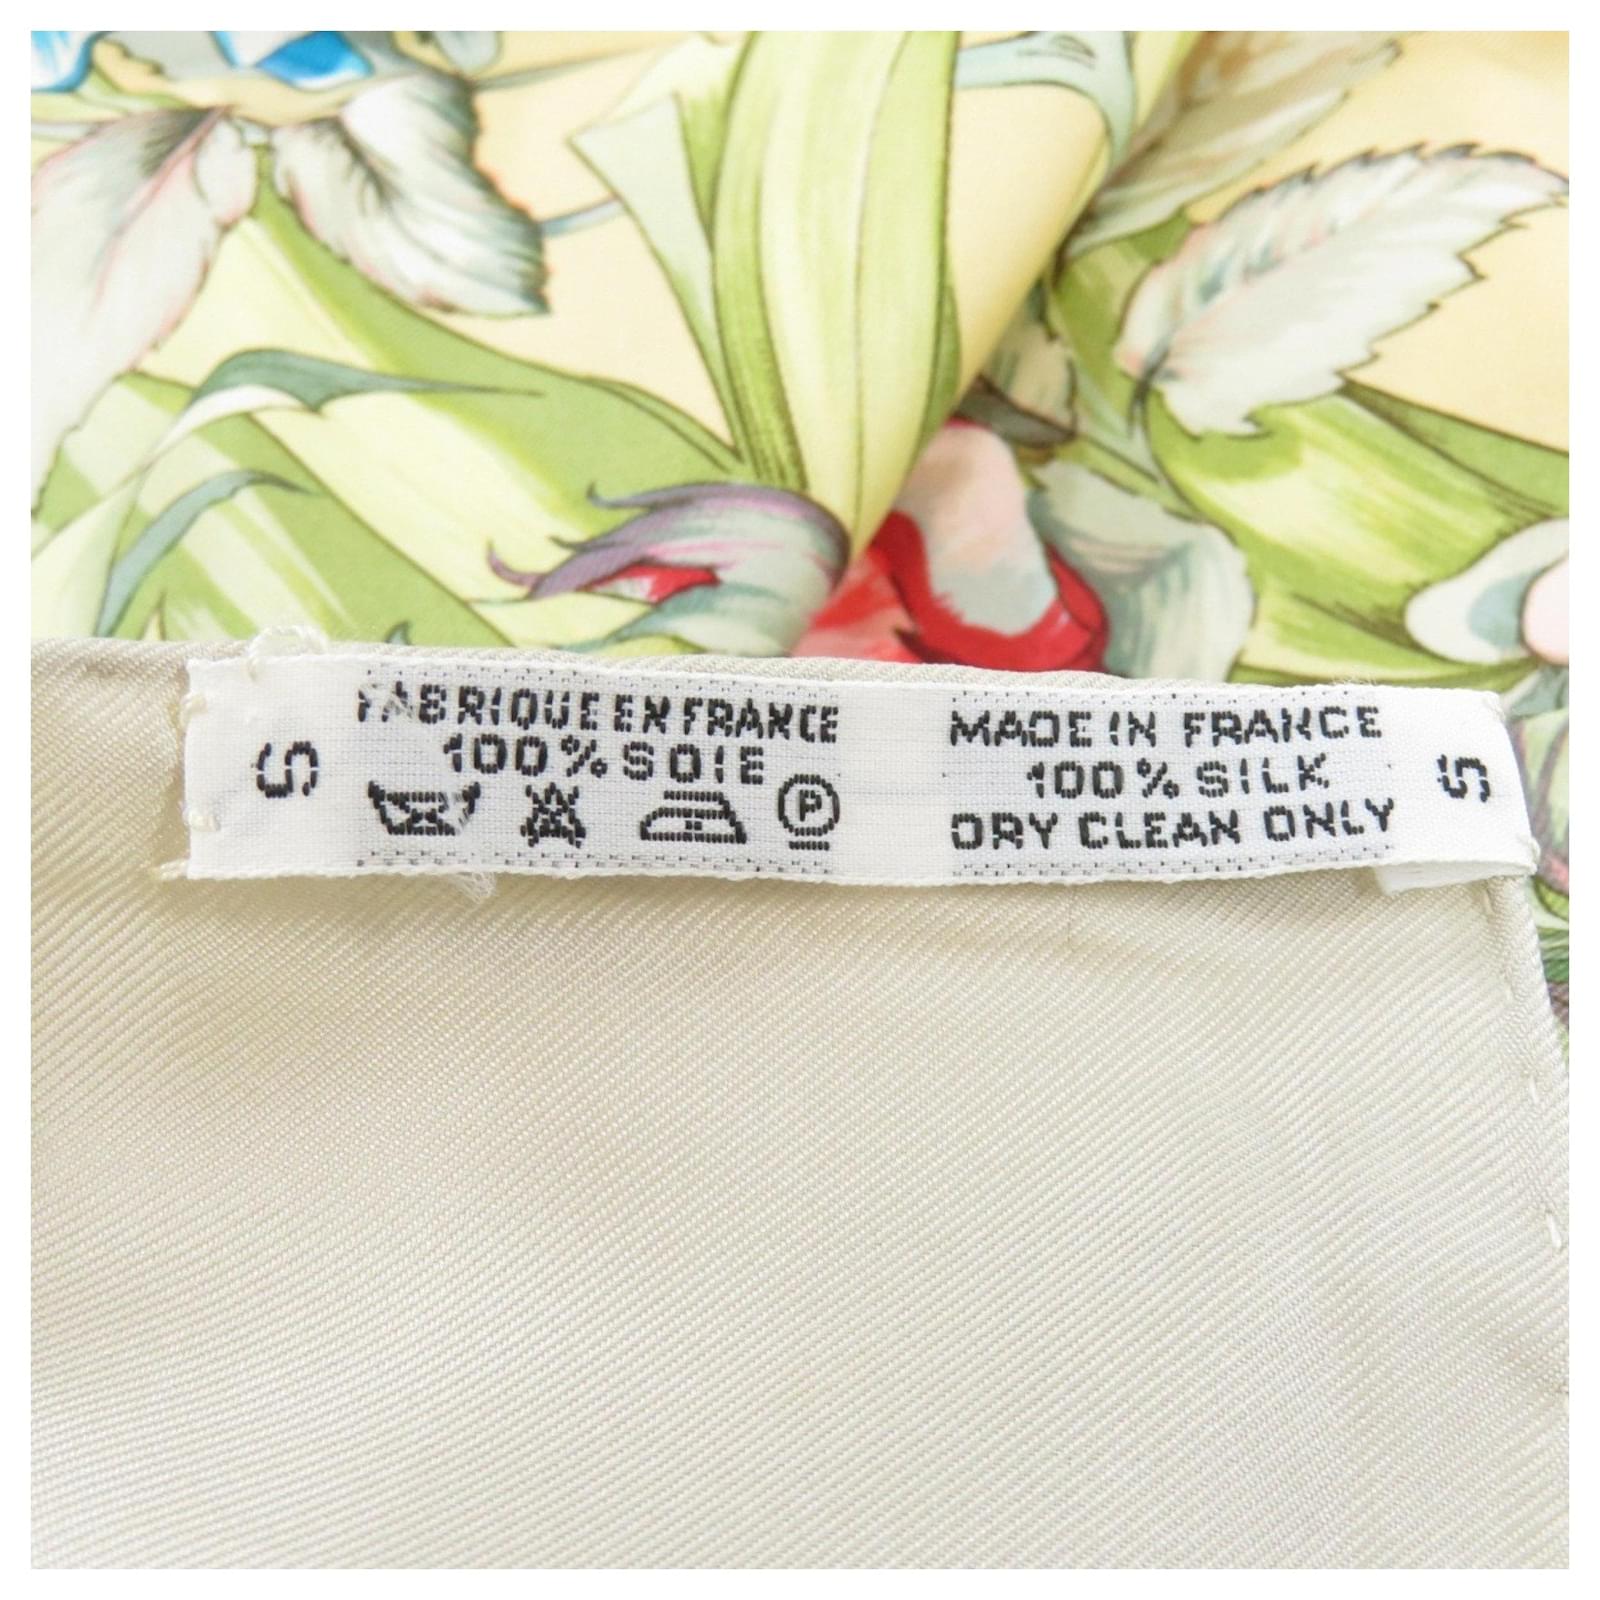 S
FABRIQUE EN FRANCE
100% SOIE
P
MADE IN FRANCE
100% SILK
DRY CLEAN ONLY
S